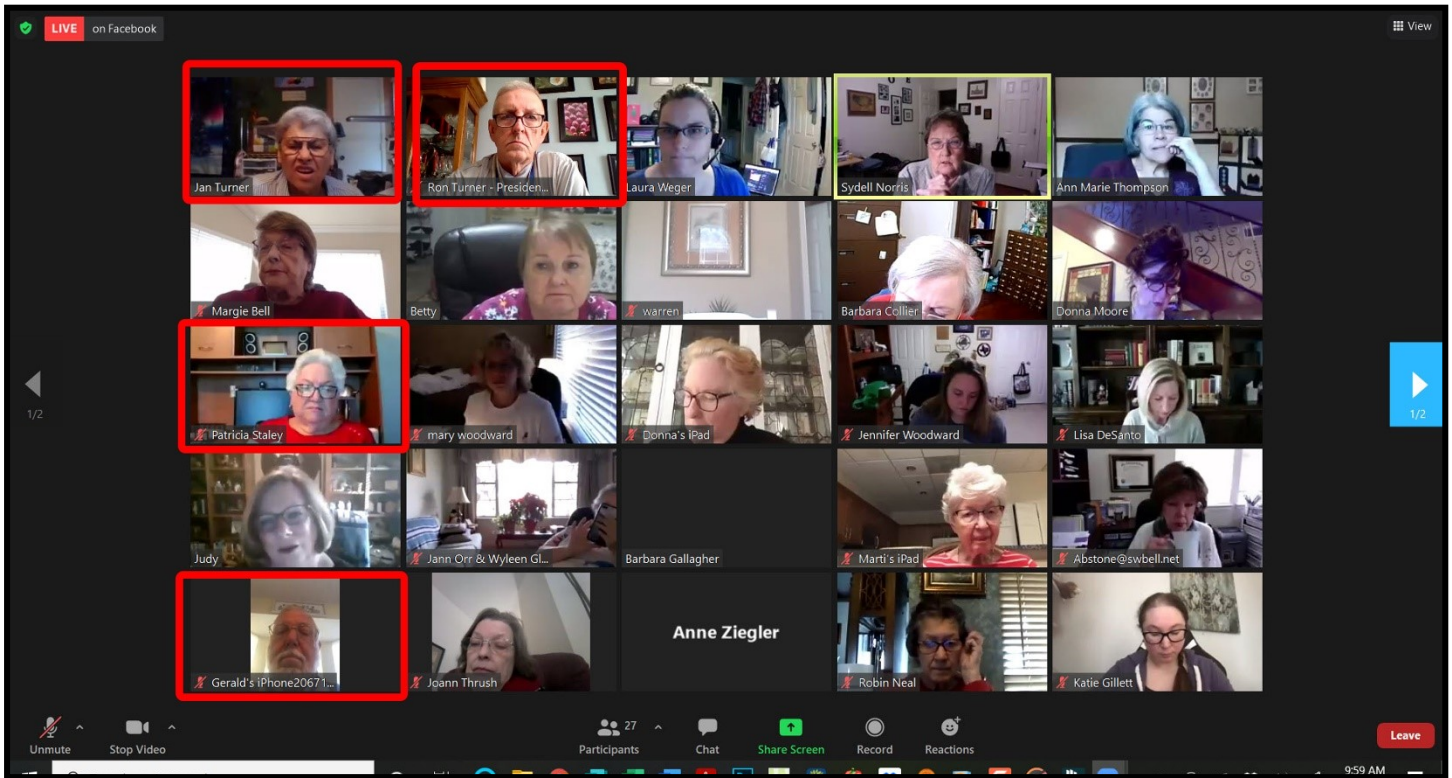 LIVE on Facebook
View
Jan Turner
Ron Turner - Presiden...
Laura Weger
Sydell Norris
Ann Marie Thompson
Margie Bell
Betty
warren
Barbara Collier
Donna Moore
Patricia Staley
mary woodward
Donna's iPad
Jennifer Woodward
Lisa DeSanto
1/2
1/2
Judy
Jann Orr & Wyleen Gl...
Barbara Gallagher
Marti's iPad
Abstone@swbell.net
Gerald's iPhone20671...
Joann Thrush
Anne Ziegler
Robin Neal
Katie Gillett
Unmute
Stop Video
27
Participants
Chat
Share Screen
Record
Reactions
Leave
9:59 AM